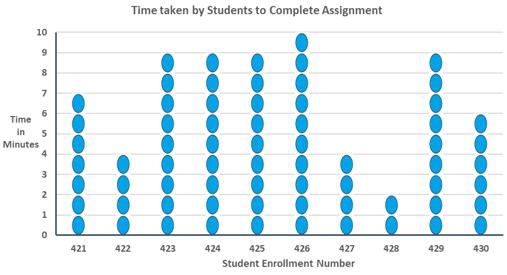 Time taken by Students to Complete Assignment
10
9
8
7
6
5
4
3
2
1
0
Time
in
Minutes
421 422 423 424 425 426 427 428 429 430
Student Enrollment Number